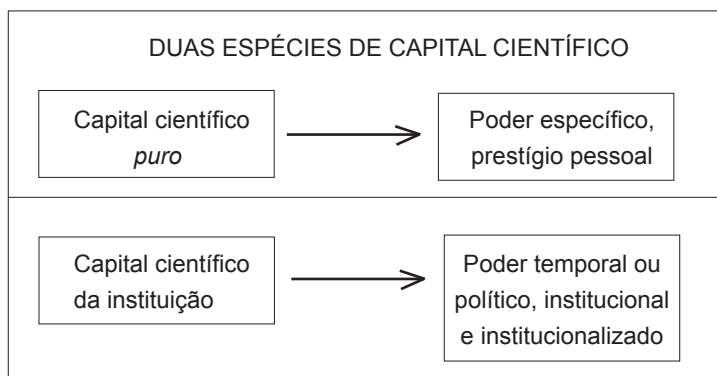 DUAS ESPÉCIES DE CAPITAL CIENTÍFICO
Capital científico
puro
Poder específico,
prestígio pessoal
Capital científico
da instituição
Poder temporal ou
político, institucional
e institucionalizado